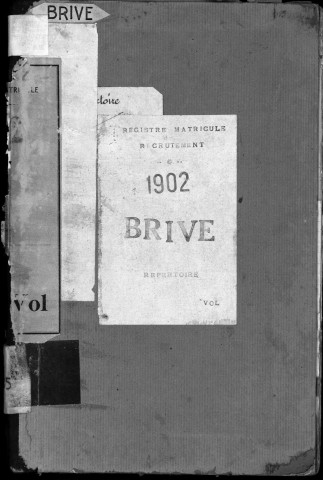 BRIVE
REGISTRE MATRICULE
RECRUTEMENT
1902
BRIVE
REPERTOIRE
VOL
vol